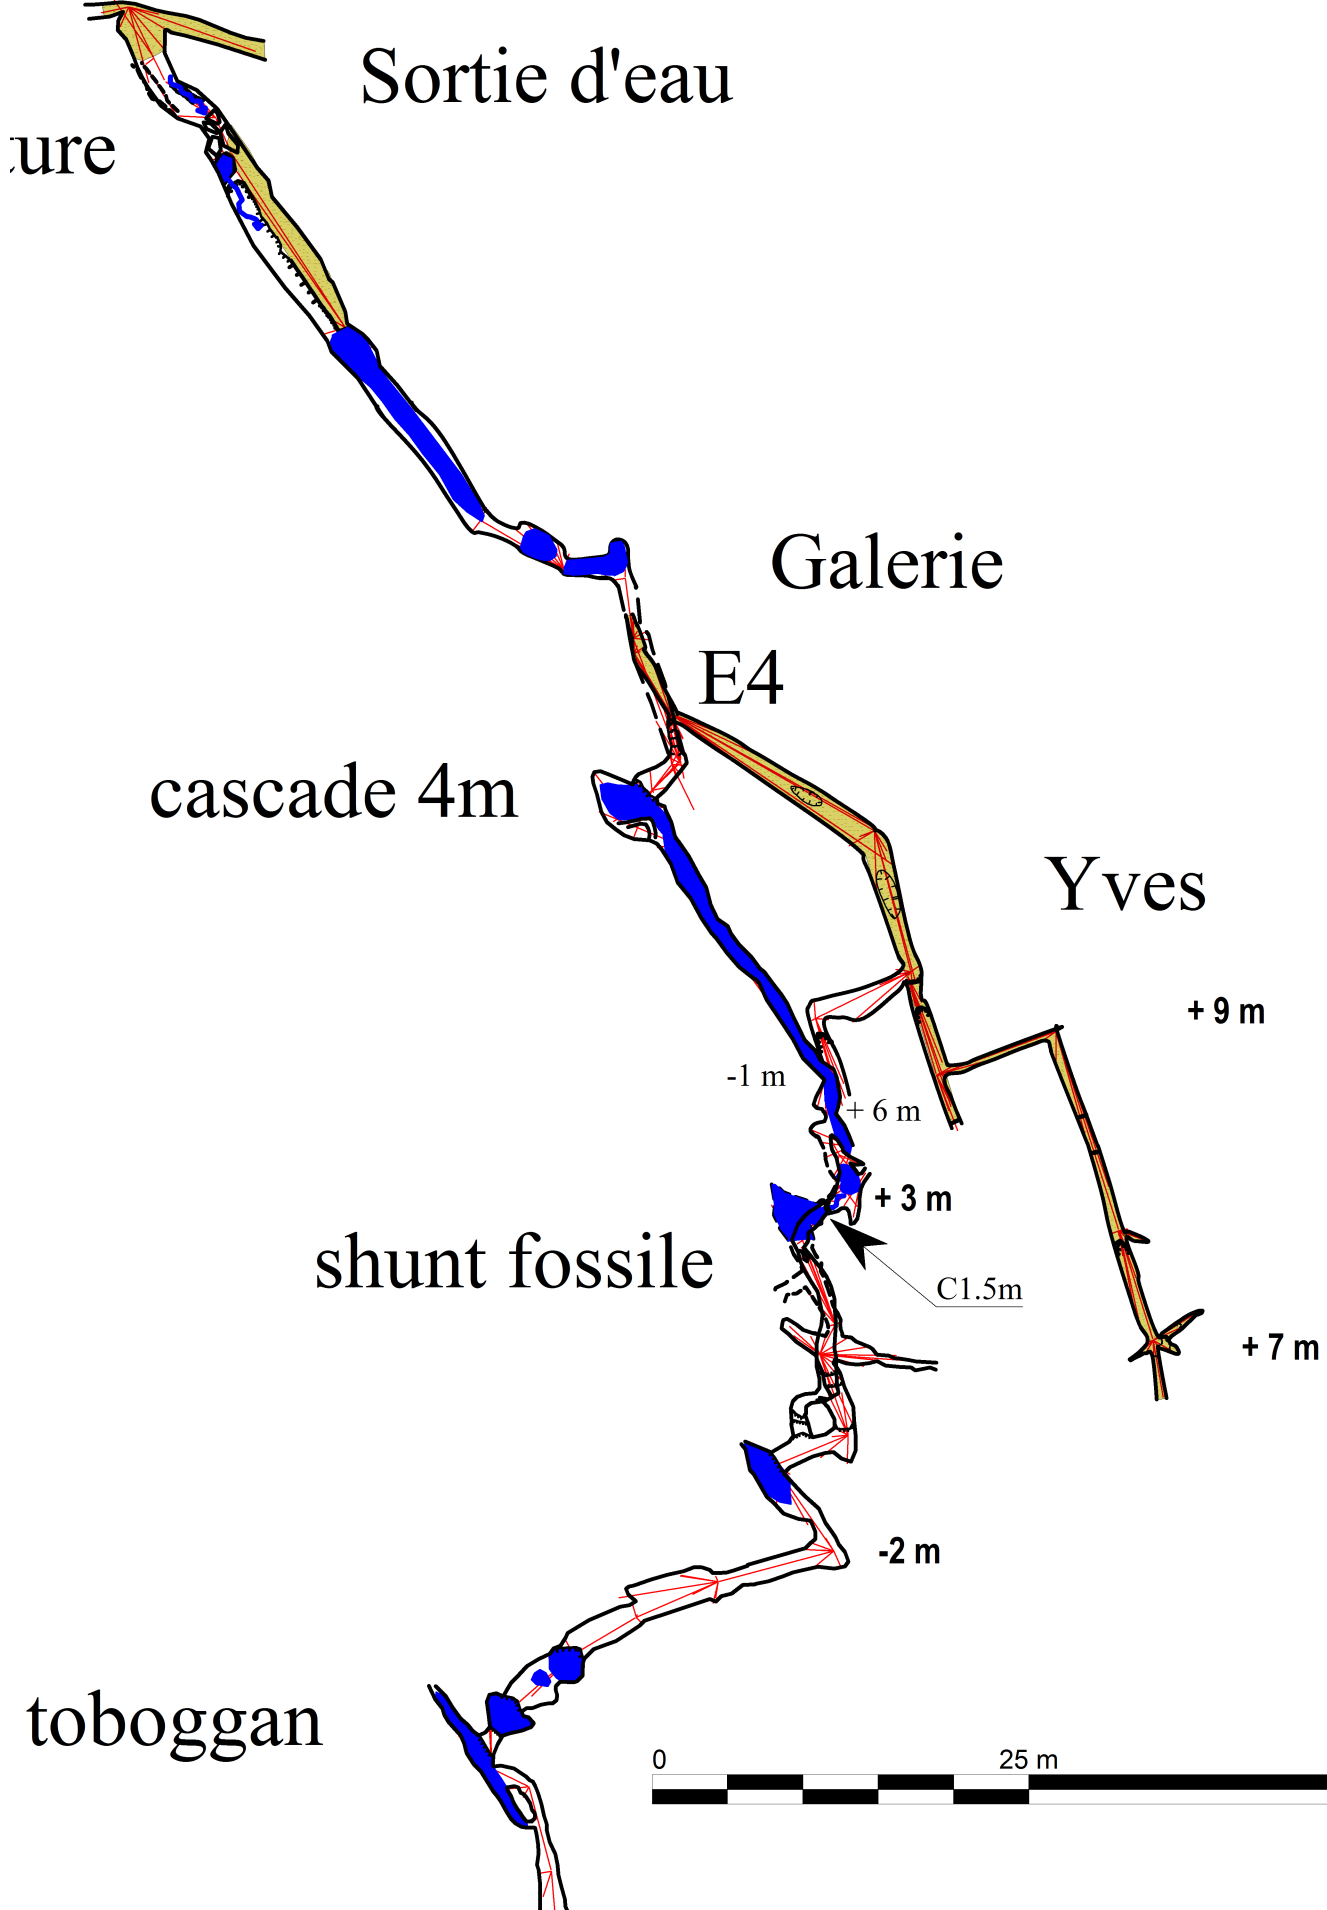 Sortie d'eau
ture
Galerie
E4
cascade 4m
Yves
+ 9 m
-1 m
+ 6 m
+ 3 m
shunt fossile
C1.5m
+ 7 m
-2 m
toboggan
0 25 m